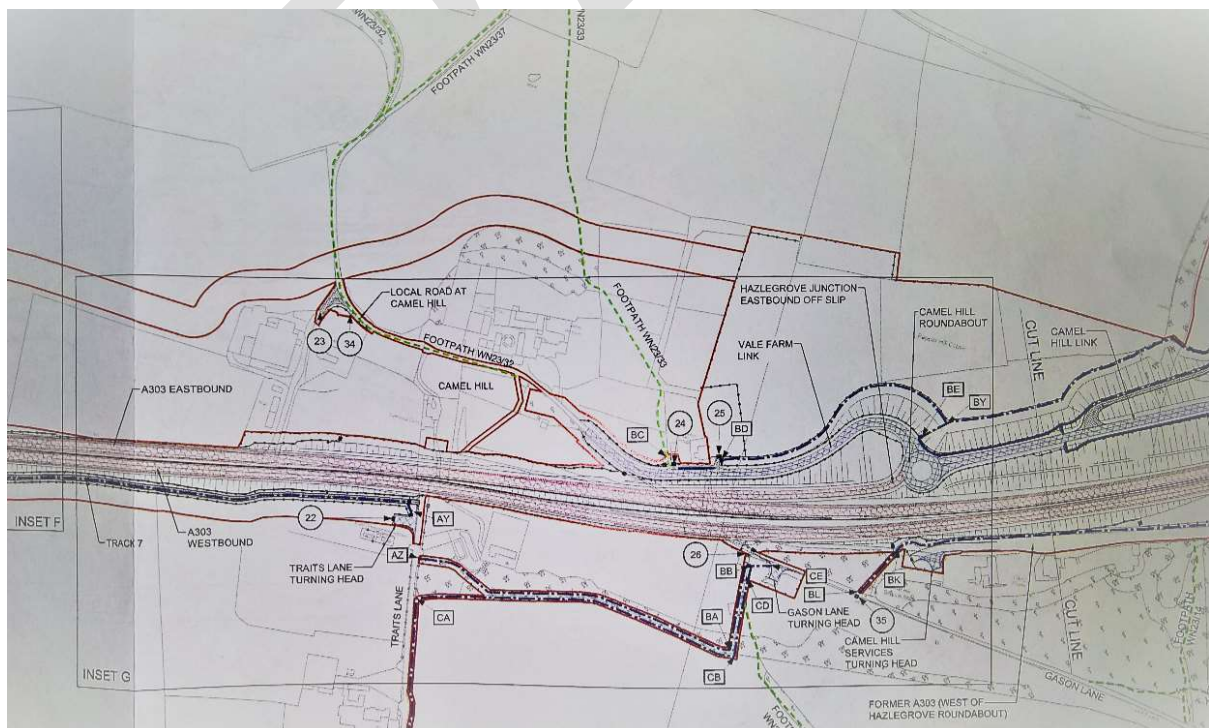 WN23/32
FOOTPATH WN23/37
WN23/33
LOCAL ROAD AT
CAMEL HILL
HAZLEGROVE JUNCTION
EASTBOUND OFF SLIP
CAMEL HILL
ROUNDABOUT
CUT LINE
CAMEL
HILL LINK
VALE FARM
LINK
FOOTPATH WN23/33
23
34
FOOTPATH WN23/32
CAMEL HILL
A303 EASTBOUND
BE
BY
BC
24
25
BD
INSET F
TRACK 7
A303
WESTBOUND
22
TRAITS LANE
TURNING HEAD
AY
AZ
26
BB
CE
BL
BK
BA
CD
GASON LANE
TURNING HEAD
35
CA
TRAITS LANE
CB
CAMEL HILL
SERVICES
TURNING HEAD
CUT LINE
FOOTPATH
WN23/14
INSET G
GASON LANE
FORMER A303 (WEST OF
HAZLEGROVE ROUNDABOUT)